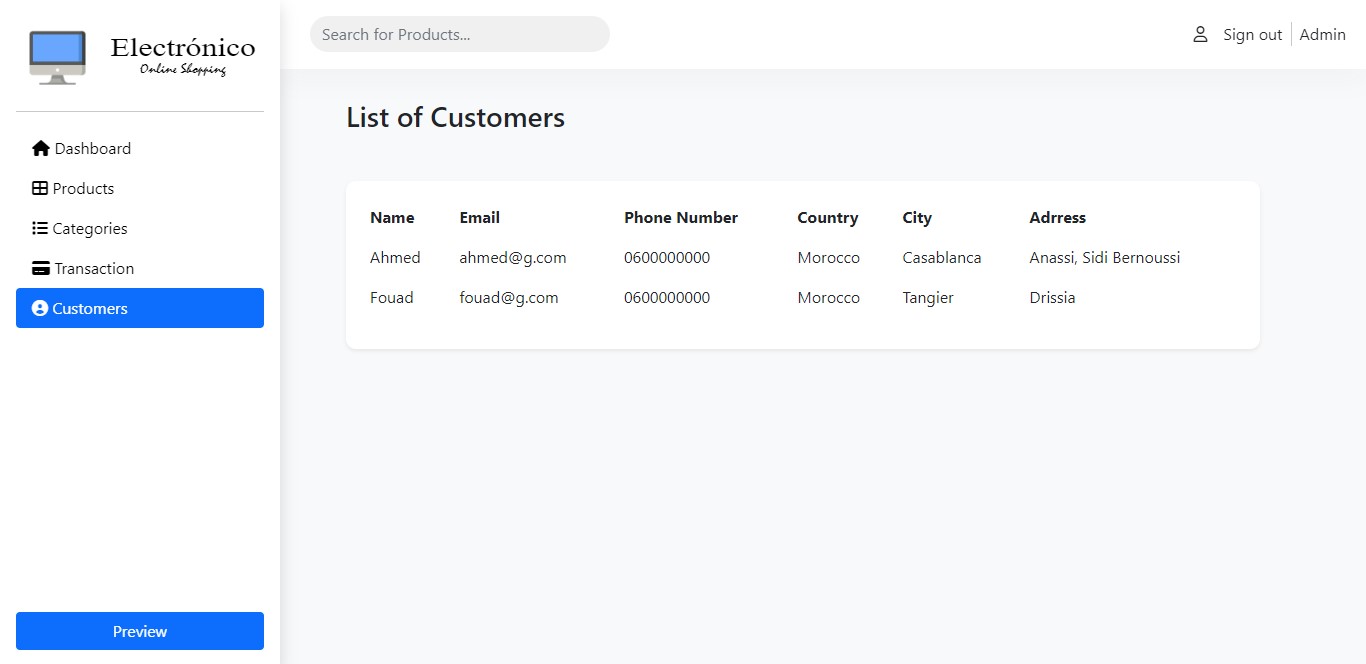 Electrónico
Online Shopping
Search for Products...
Sign out
Admin
Dashboard
Products
Categories
Transaction
Customers
Preview
List of Customers
Name Email Phone Number Country City Adrress
Ahmed ahmed@g.com 0600000000 Morocco Casablanca Anassi, Sidi Bernoussi
Fouad fouad@g.com 0600000000 Morocco Tangier Drissia